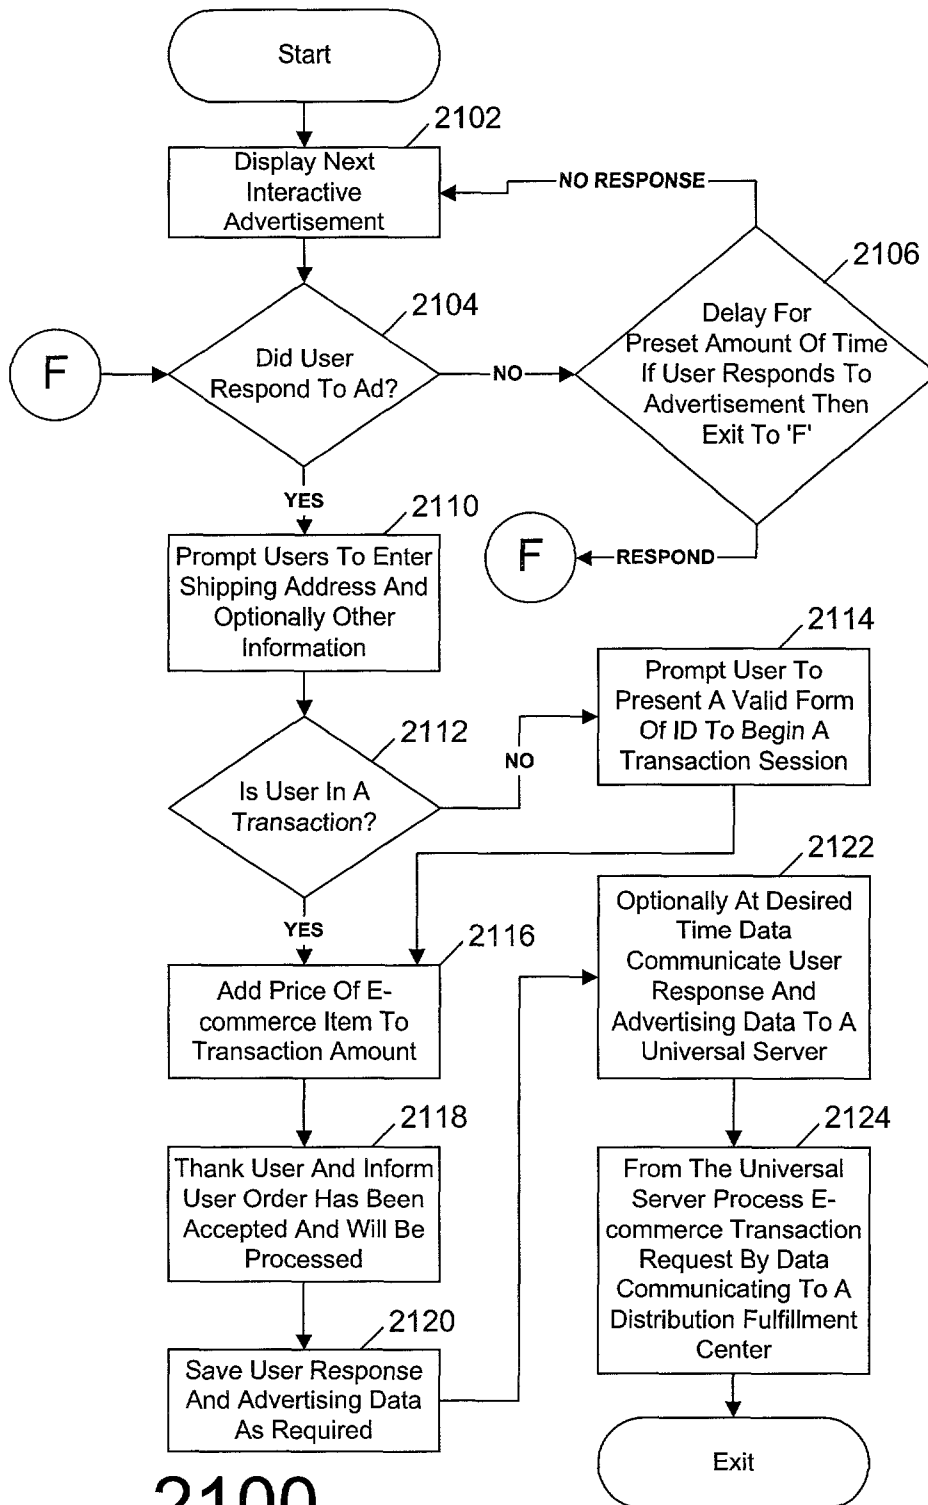 Start
2102
Display Next
Interactive
Advertisement
NO RESPONSE
2106
Delay For
Preset Amount Of Time
If User Responds To
Advertisement Then
Exit To 'F'
2104
F
Did User
Respond To Ad?
NO
YES
RESPOND
F
2110
Prompt Users To Enter
Shipping Address And
Optionally Other
Information
2114
Prompt User To
Present A Valid Form
Of ID To Begin A
Transaction Session
2112
Is User In A
Transaction?
NO
YES
2116
Add Price Of E-
commerce Item To
Transaction Amount
2122
Optionally At Desired
Time Data
Communicate User
Response And
Advertising Data To A
Universal Server
2118
Thank User And Inform
User Order Has Been
Accepted And Will Be
Processed
2124
From The Universal
Server Process E-
commerce Transaction
Request By Data
Communicating To A
Distribution Fulfillment
Center
2120
Save User Response
And Advertising Data
As Required
Exit
2100